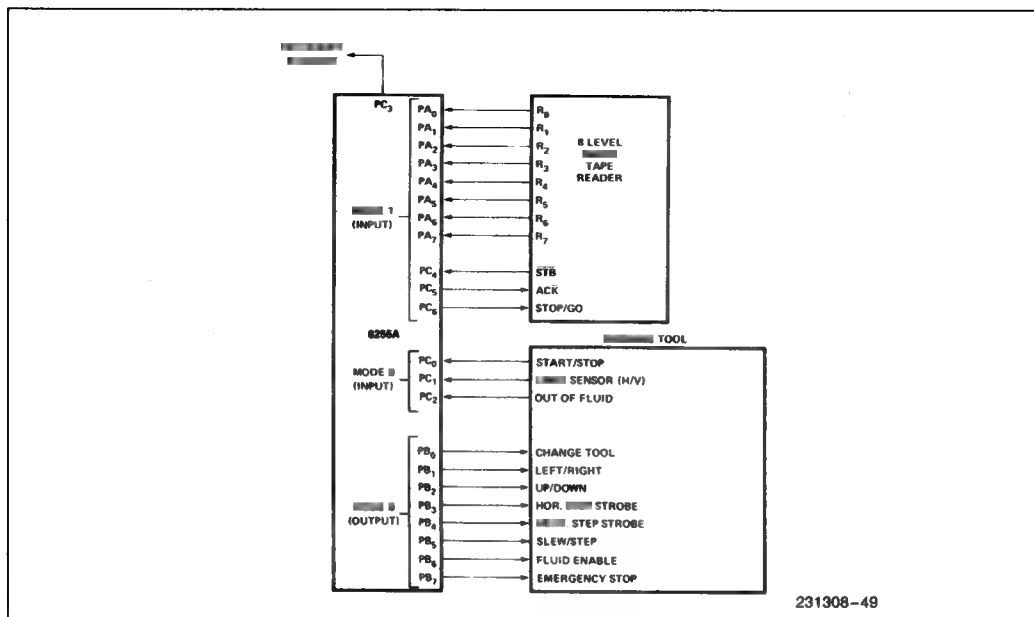 PC3
PA0 R0
PA1 R1
PA2 R2
PA3 R3
PA4 R4
PA5 R5
PA6 R6
PA7 R7
8 LEVEL
TAPE
READER
1
(INPUT)
PC4 STB
PC5 ACK
PC6 STOP/GO
8255A
TOOL
MODE
(INPUT)
PC0 START/STOP
PC1 SENSOR (H/V)
PC2 OUT OF FLUID
(OUTPUT)
PB0 CHANGE TOOL
PB1 LEFT/RIGHT
PB2 UP/DOWN
PB3 HOR. STROBE
PB4 STEP STROBE
PB5 SLEW/STEP
PB6 FLUID ENABLE
PB7 EMERGENCY STOP
231308-49